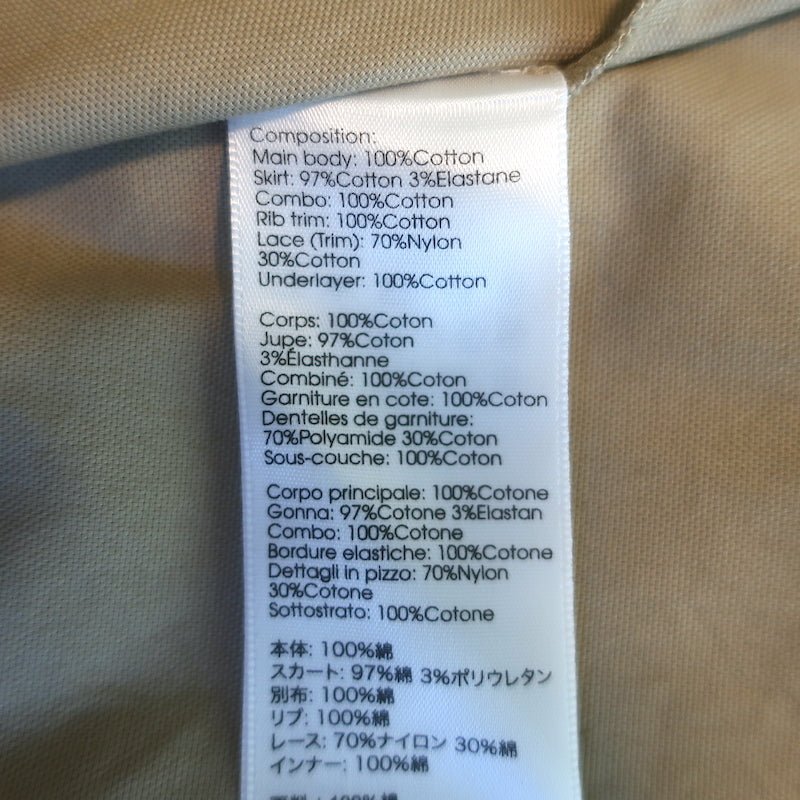 Composition:
Main body: 100%Cotton
Skirt: 97%Cotton 3%Elastane
Combo: 100%Cotton
Rib trim: 100%Cotton
Lace (Trim): 70%Nylon
30%Cotton
Underlayer: 100%Cotton
Corps: 100%Coton
Jupe: 97%Coton
3%Élasthanne
Combiné: 100%Coton
Garniture en cote: 100%Coton
Dentelles de garniture:
70%Polyamide 30%Coton
Sous-couche: 100%Coton
Corpo principale: 100%Cotone
Gonna: 97%Cotone 3%Elastan
Combo: 100%Cotone
Bordure elastiche: 100%Cotone
Dettagli in pizzo: 70%Nylon
30%Cotone
Sottostrato: 100%Cotone
本体: 100%綿
スカート: 97%綿 3%ポリウレタン
別布: 100%綿
リブ: 100%綿
レース: 70%ナイロン 30%綿
インナー: 100%綿